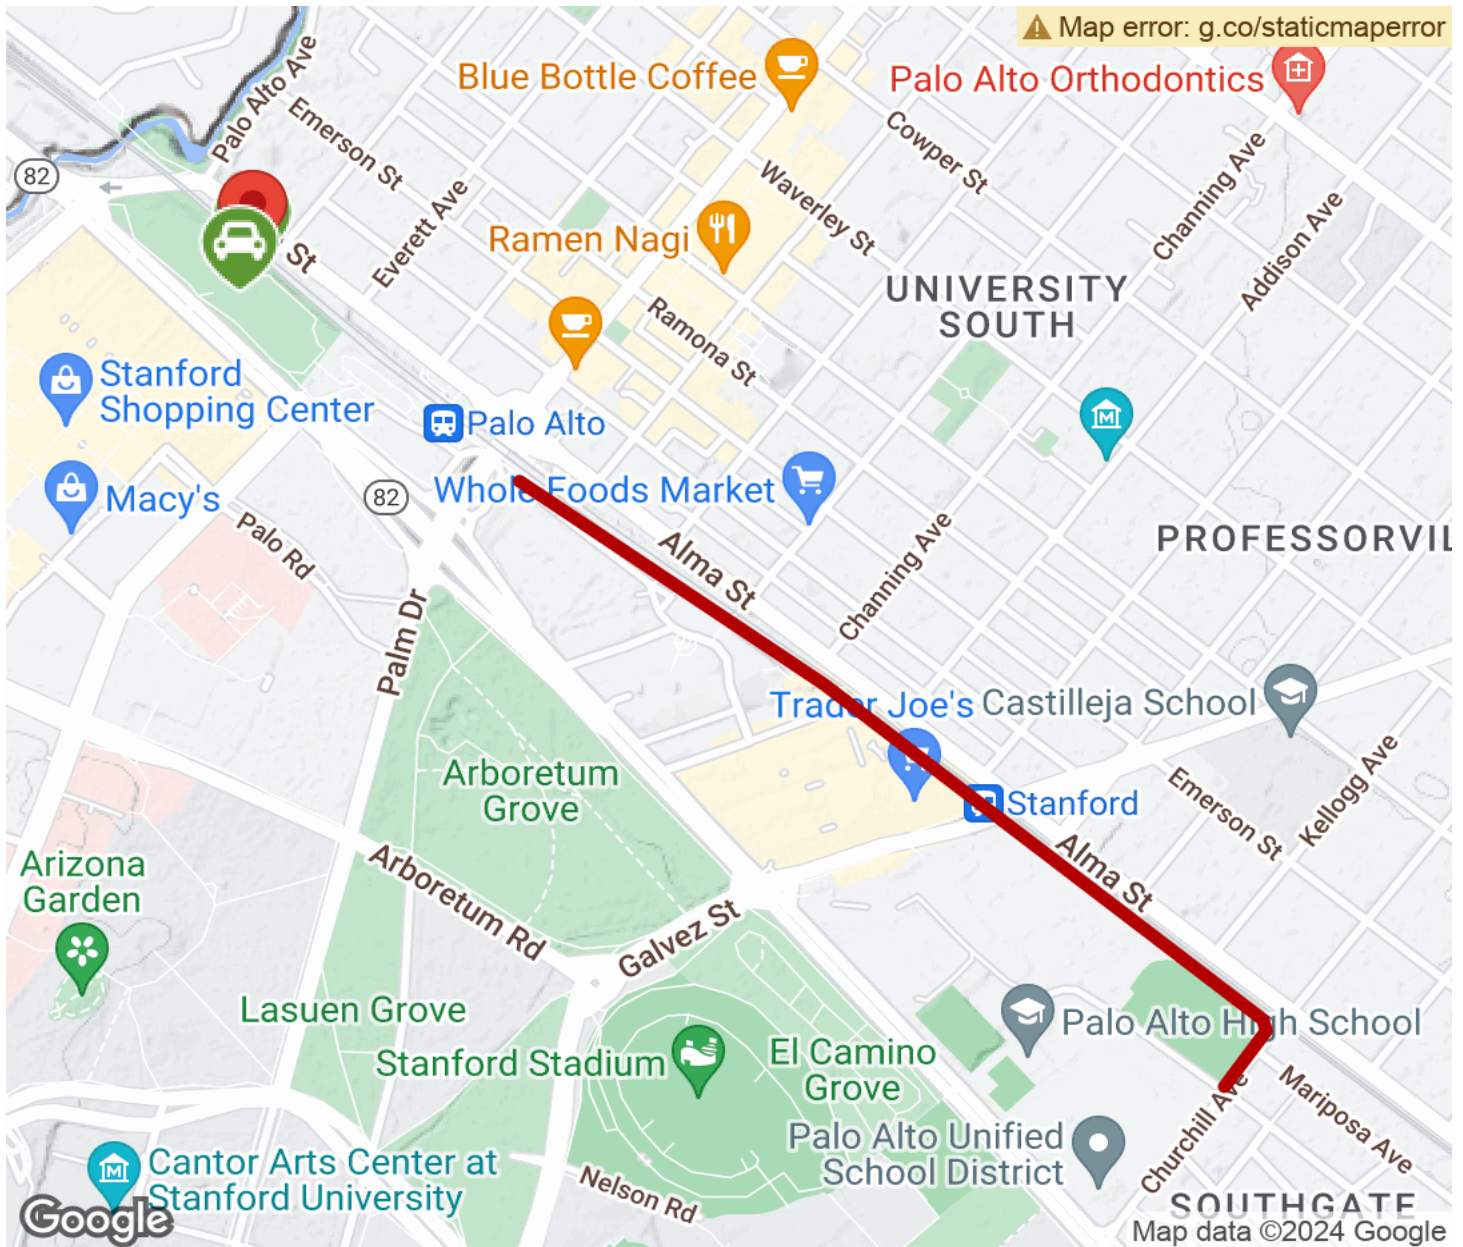 Map error: g.co/staticmaperror
Palo Alto Ave
Blue Bottle Coffee
Palo Alto Orthodontics
Emerson St
Cowper St
Channing Ave
82
Waverley St
Everett Ave
Addison Ave
St
Ramen Nagi
UNIVERSITY
SOUTH
Ramona St
Stanford
Shopping Center
Palo Alto
Macy's
82
Whole Foods Market
Palo Rd
Alma St
Channing Ave
PROFESSORVIL
Palm Dr
Trader Joe's
Castilleja School
Arboretum
Grove
Stanford
Emerson St
Kellogg Ave
Arizona
Garden
Arboretum Rd
Alma St
Galvez St
Lasuen Grove
Palo Alto High School
Stanford Stadium
El Camino
Grove
Mariposa Ave
Palo Alto Unified
School District
Churchill Ave
Cantor Arts Center at
Stanford University
Nelson Rd
SOUTHGATE
Google
Map data ©2024 Google